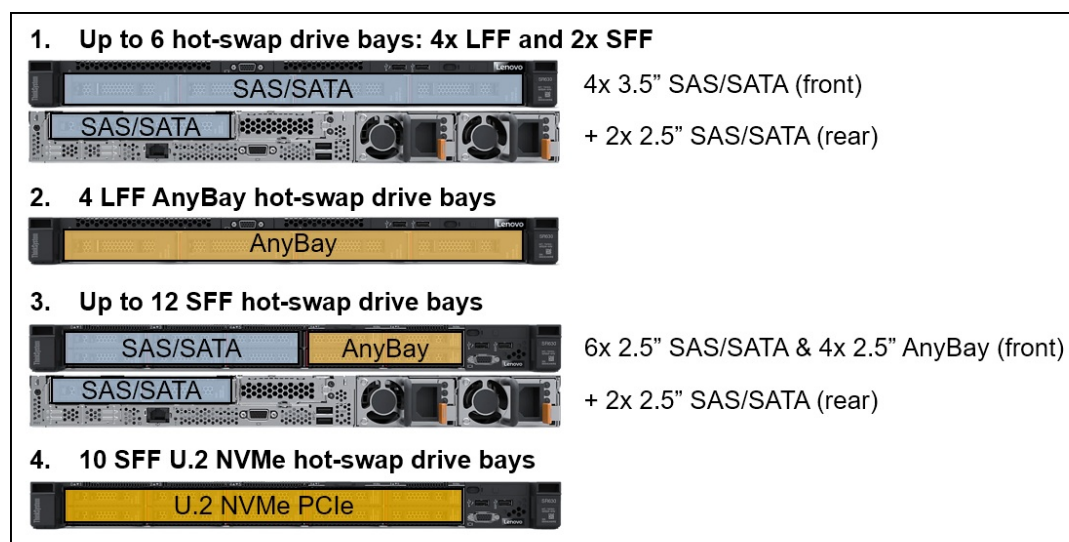 1. Up to 6 hot-swap drive bays: 4x LFF and 2x SFF
Lenovo
SAS/SATA
4x 3.5” SAS/SATA (front)
SAS/SATA
+ 2x 2.5” SAS/SATA (rear)
2. 4 LFF AnyBay hot-swap drive bays
Lenovo
AnyBay
3. Up to 12 SFF hot-swap drive bays
SAS/SATA
AnyBay
Lenovo
6x 2.5” SAS/SATA & 4x 2.5” AnyBay (front)
SAS/SATA
+ 2x 2.5” SAS/SATA (rear)
4. 10 SFF U.2 NVMe hot-swap drive bays
U.2 NVMe PCIe
Lenovo